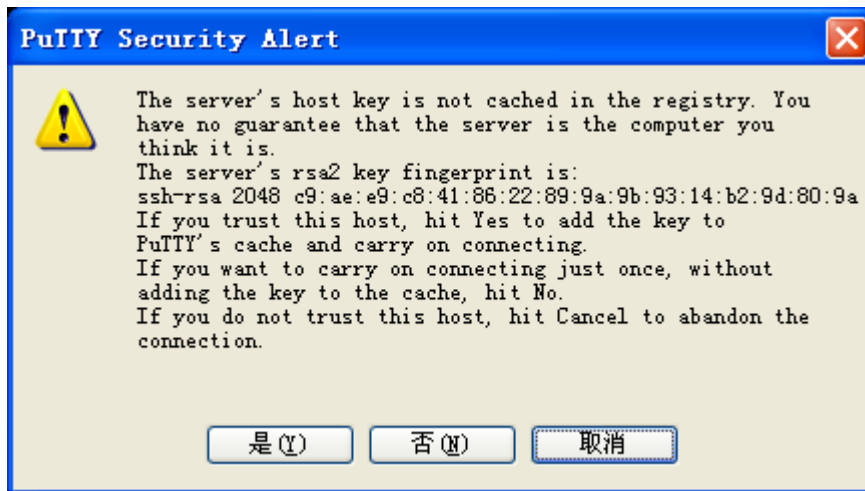 PuTTY Security Alert
The server's host key is not cached in the registry. You
have no guarantee that the server is the computer you
think it is.
The server's rsa2 key fingerprint is:
ssh-rsa 2048 c9:ae:e9:c8:41:86:22:89:9a:9b:93:14:b2:9d:80:9a
If you trust this host, hit Yes to add the key to
PuTTY's cache and carry on connecting.
If you want to carry on connecting just once, without
adding the key to the cache, hit No.
If you do not trust this host, hit Cancel to abandon the
connection.
是(Y) 否(N) 取消